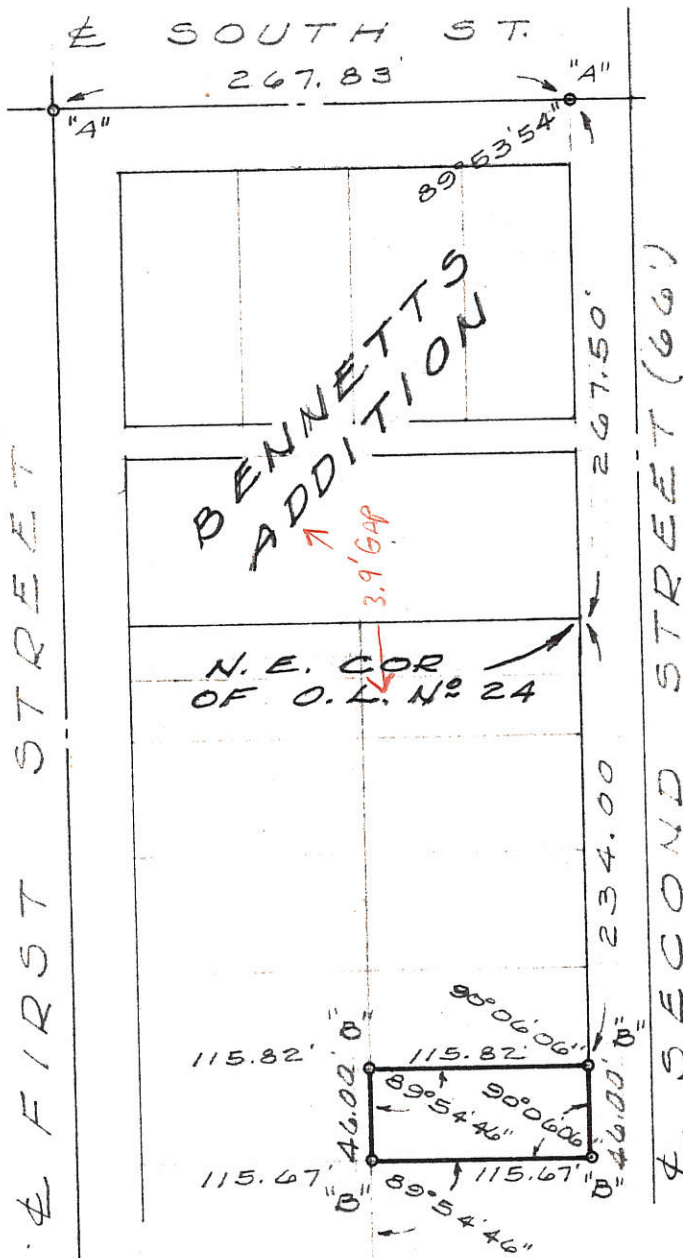 ℄ SOUTH ST.
267.83'
"A"
"A"
89°53'54"
BENNETTS
ADDITION
267.50'
3.9' GAP
N. E. COR
OF O. L. Nº 24
℄ FIRST STREET
℄ SECOND STREET (66')
234.00
90°06'06"
"B"
"B"
115.82'
115.82'
46.00'
89°54'46"
90°06'06"
46.00'
115.67'
"B"
115.67'
"B"
89°54'46"